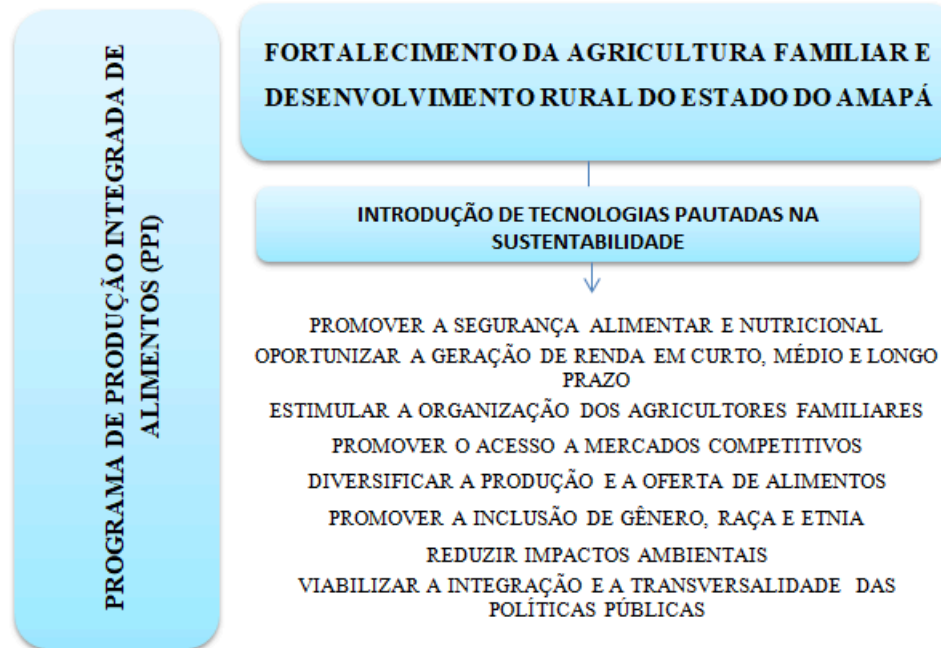 PROGRAMA DE PRODUÇÃO INTEGRADA DE
ALIMENTOS (PPI)
FORTALECIMENTO DA AGRICULTURA FAMILIAR E
DESENVOLVIMENTO RURAL DO ESTADO DO AMAPÁ
INTRODUÇÃO DE TECNOLOGIAS PAUTADAS NA
SUSTENTABILIDADE
PROMOVER A SEGURANÇA ALIMENTAR E NUTRICIONAL
OPORTUNIZAR A GERAÇÃO DE RENDA EM CURTO, MÉDIO E LONGO
PRAZO
ESTIMULAR A ORGANIZAÇÃO DOS AGRICULTORES FAMILIARES
PROMOVER O ACESSO A MERCADOS COMPETITIVOS
DIVERSIFICAR A PRODUÇÃO E A OFERTA DE ALIMENTOS
PROMOVER A INCLUSÃO DE GÊNERO, RAÇA E ETNIA
REDUZIR IMPACTOS AMBIENTAIS
VIABILIZAR A INTEGRAÇÃO E A TRANSVERSALIDADE DAS
POLÍTICAS PÚBLICAS